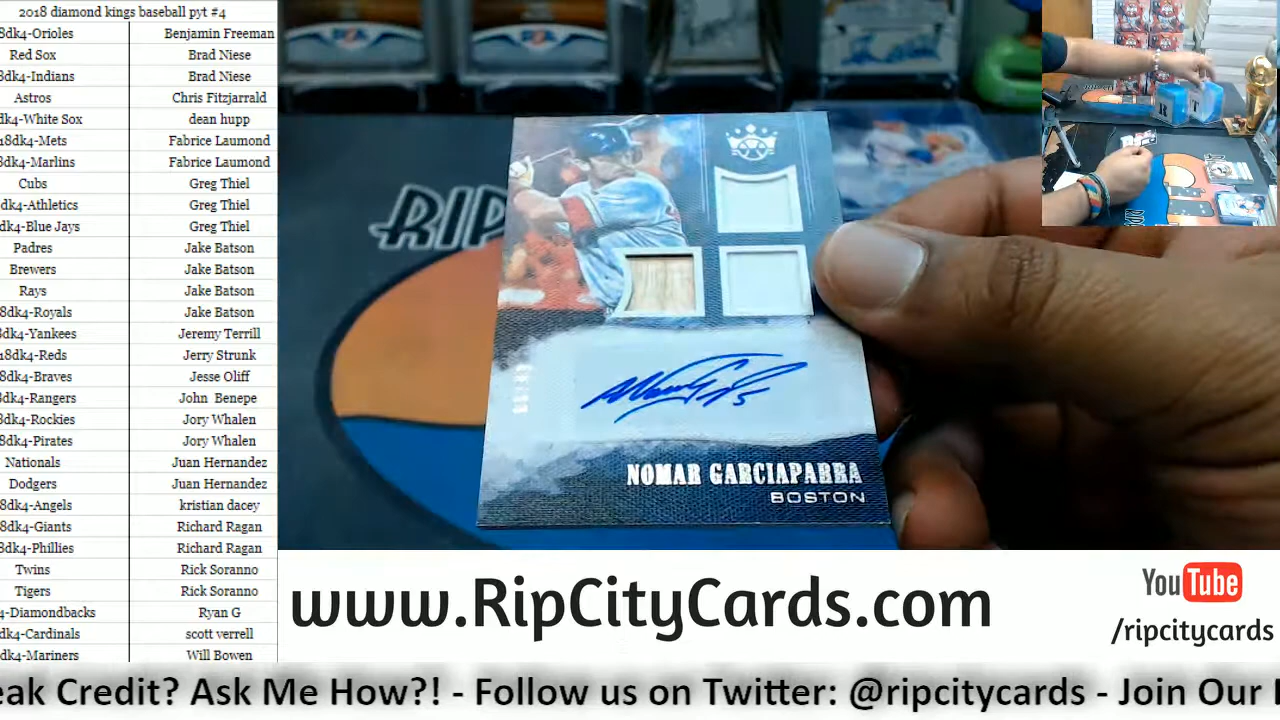 2018 diamond kings baseball pyt #4
8dk4-Orioles Benjamin Freeman
Red Sox Brad Niese
8dk4-Indians Brad Niese
Astros Chris Fitzjarrald
dk4-White Sox dean hupp
18dk4-Mets Fabrice Laumond
8dk4-Marlins Fabrice Laumond
Cubs Greg Thiel
dk4-Athletics Greg Thiel
dk4-Blue Jays Greg Thiel
Padres Jake Batson
Brewers Jake Batson
Rays Jake Batson
8dk4-Royals Jake Batson
dk4-Yankees Jeremy Terrill
18dk4-Reds Jerry Strunk
8dk4-Braves Jesse Oliff
dk4-Rangers John Benepe
dk4-Rockies Jory Whalen
8dk4-Pirates Jory Whalen
Nationals Juan Hernandez
Dodgers Juan Hernandez
8dk4-Angels kristian dacey
8dk4-Giants Richard Ragan
8dk4-Phillies Richard Ragan
Twins Rick Soranno
Tigers Rick Soranno
4-Diamondbacks Ryan G
dk4-Cardinals scott verrell
dk4-Mariners Will Bowen
RIP
R T
NOMAR GARCIAPARRA
BOSTON
www.RipCityCards.com
YouTube
/ripcitycards
eak Credit? Ask Me How?! - Follow us on Twitter: @ripcitycards - Join Our